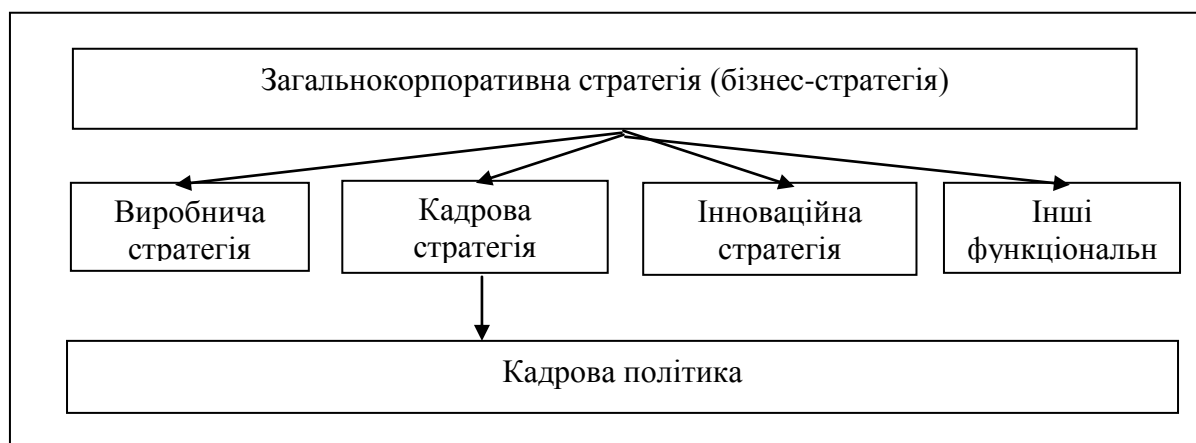 Загальнокорпоративна стратегія (бізнес-стратегія)
Виробнича
стратегія
Кадрова
стратегія
Інноваційна
стратегія
Інші
функціональн
Кадрова політика